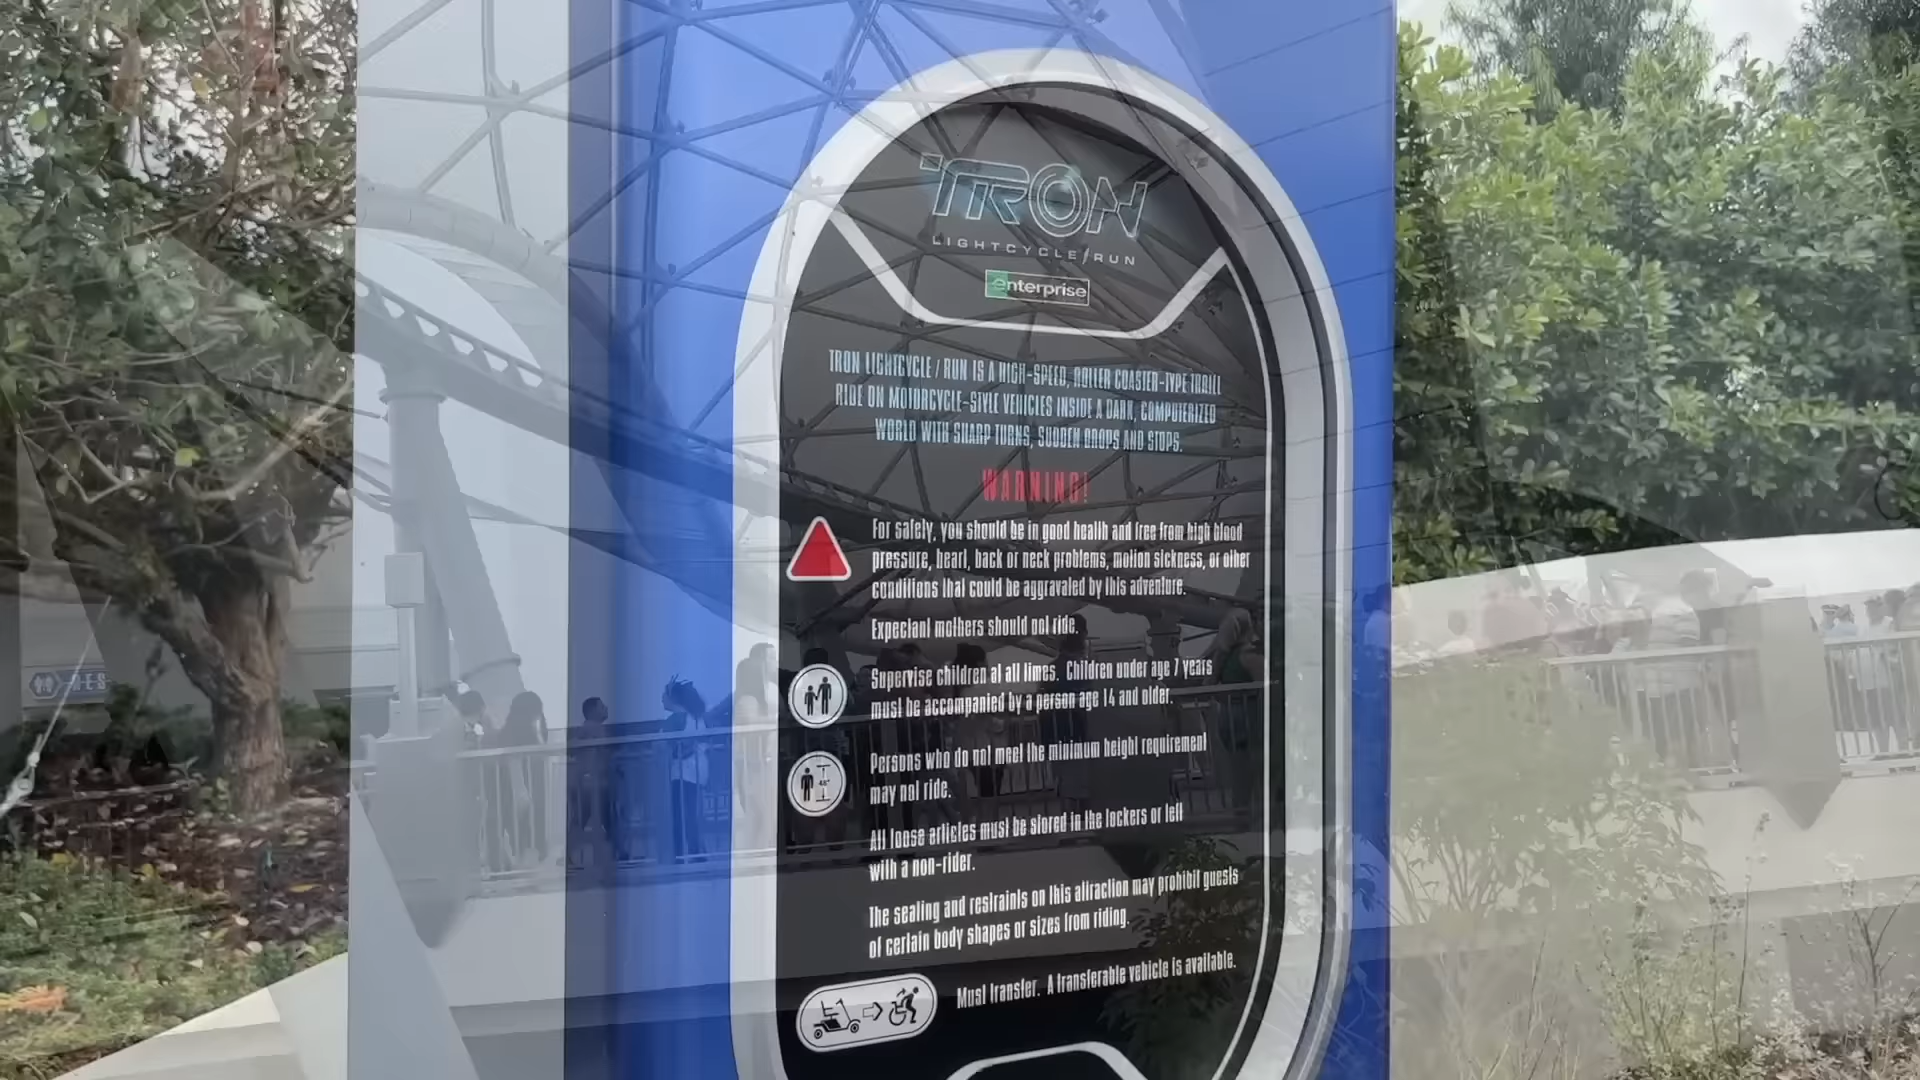 TRON
LIGHTCYCLE/RUN
enterprise
TRON LIGHTCYCLE / RUN IS A HIGH-SPEED, ROLLER COASTER-TYPE THRILL
RIDE ON MOTORCYCLE-STYLE VEHICLES INSIDE A DARK, COMPUTERIZED
WORLD WITH SHARP TURNS, SUDDEN DROPS AND STOPS.
WARNING!
For safety, you should be in good health and free from high blood
pressure, heart, back or neck problems, motion sickness, or other
conditions that could be aggravated by this adventure.
Expectant mothers should not ride.
Supervise children at all times. Children under age 7 years
must be accompanied by a person age 14 and older.
Persons who do not meet the minimum height requirement
may not ride.
48"
All loose articles must be stored in the lockers or left
with a non-rider.
The seating and restraints on this attraction may prohibit guests
of certain body shapes or sizes from riding.
Must transfer. A transferable vehicle is available.